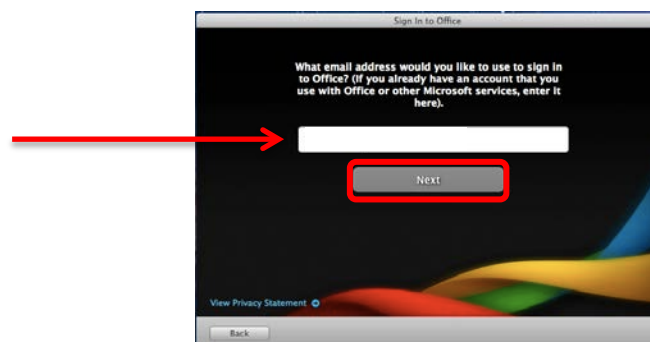 Sign In to Office
What email address would you like to use to sign in
to Office? (If you already have an account that you
use with Office or other Microsoft services, enter it
here).
Next
View Privacy Statement
Back